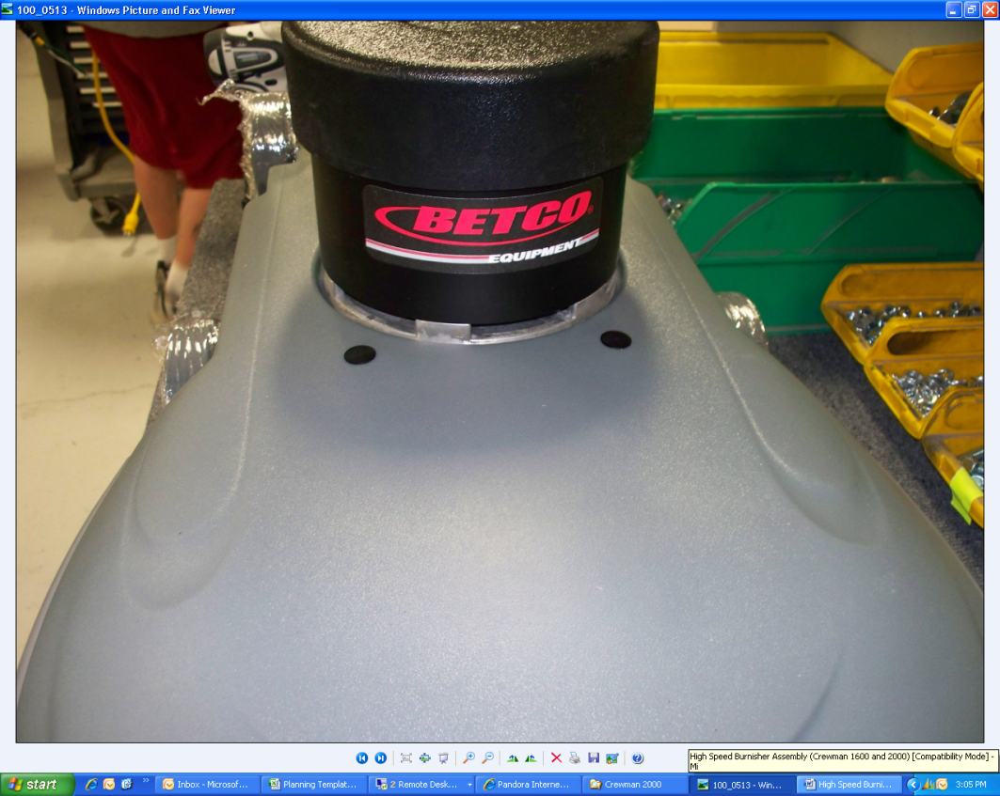 100_0513 - Windows Picture and Fax Viewer
BETCO
EQUIPMENT
High Speed Burnisher Assembly (Crewman 1600 and 2000) [Compatibility Mode] -
Mi
start
Inbox - Microsof...
Planning Templat...
2 Remote Desk...
Pandora Interne...
Crewman 2000
100_0513 - Win...
High Speed Burni...
3:05 PM